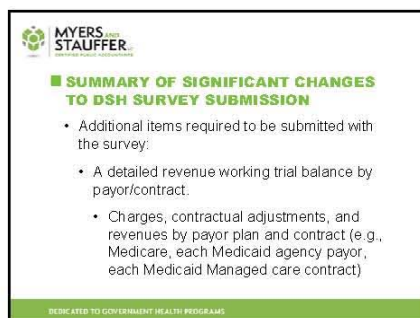 MYERS AND
STAUFFER LC
CERTIFIED PUBLIC ACCOUNTANTS
■ SUMMARY OF SIGNIFICANT CHANGES
TO DSH SURVEY SUBMISSION
• Additional items required to be submitted with
the survey:
• A detailed revenue working trial balance by
payor/contract.
• Charges, contractual adjustments, and
revenues by payor plan and contract (e.g.,
Medicare, each Medicaid agency payor,
each Medicaid Managed care contract)
DEDICATED TO GOVERNMENT HEALTH PROGRAMS